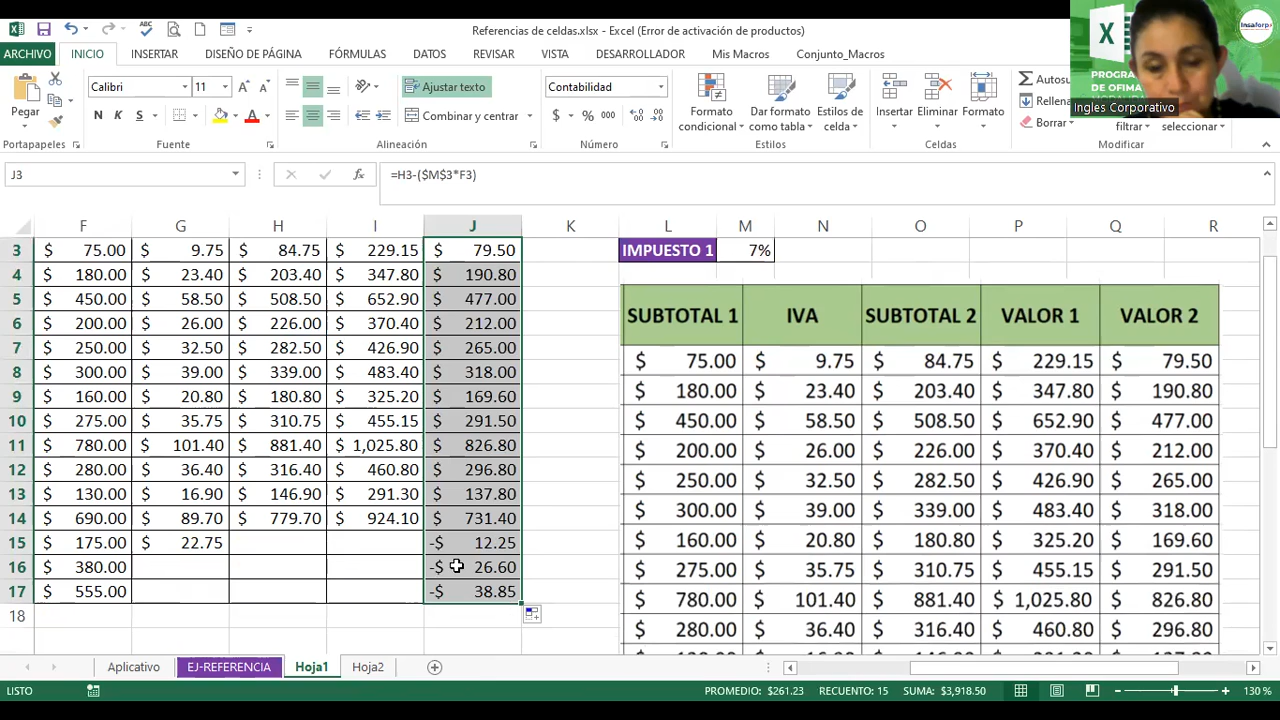 Referencias de celdas.xlsx - Excel (Error de activación de productos)
ARCHIVO INICIO INSERTAR DISEÑO DE PÁGINA FÓRMULAS DATOS REVISAR VISTA DESARROLLADOR Mis Macros Conjunto_Macros
Pegar
Calibri 11
N K S
Ajustar texto
Combinar y centrar
Contabilidad
$ % 000
Formato condicional
Dar formato como tabla
Estilos de celda
Insertar Eliminar Formato
Autosu
Rellena
Borrar
filtrar
seleccionar
Portapapeles Fuente Alineación Número Estilos Celdas Modificar
PROGRA
DE OFIMA
Insaforp
Ingles Corporativo
J3 =H3-($M$3*F3)
F G H I J K L M N O P Q R
3 $ 75.00 $ 9.75 $ 84.75 $ 229.15 $ 79.50 IMPUESTO 1 7%
4 $ 180.00 $ 23.40 $ 203.40 $ 347.80 $ 190.80
5 $ 450.00 $ 58.50 $ 508.50 $ 652.90 $ 477.00
6 $ 200.00 $ 26.00 $ 226.00 $ 370.40 $ 212.00
7 $ 250.00 $ 32.50 $ 282.50 $ 426.90 $ 265.00
8 $ 300.00 $ 39.00 $ 339.00 $ 483.40 $ 318.00
9 $ 160.00 $ 20.80 $ 180.80 $ 325.20 $ 169.60
10 $ 275.00 $ 35.75 $ 310.75 $ 455.15 $ 291.50
11 $ 780.00 $ 101.40 $ 881.40 $ 1,025.80 $ 826.80
12 $ 280.00 $ 36.40 $ 316.40 $ 460.80 $ 296.80
13 $ 130.00 $ 16.90 $ 146.90 $ 291.30 $ 137.80
14 $ 690.00 $ 89.70 $ 779.70 $ 924.10 $ 731.40
15 $ 175.00 $ 22.75 -$ 12.25
16 $ 380.00 -$ 26.60
17 $ 555.00 -$ 38.85
18
SUBTOTAL 1 IVA SUBTOTAL 2 VALOR 1 VALOR 2
$ 75.00 $ 9.75 $ 84.75 $ 229.15 $ 79.50
$ 180.00 $ 23.40 $ 203.40 $ 347.80 $ 190.80
$ 450.00 $ 58.50 $ 508.50 $ 652.90 $ 477.00
$ 200.00 $ 26.00 $ 226.00 $ 370.40 $ 212.00
$ 250.00 $ 32.50 $ 282.50 $ 426.90 $ 265.00
$ 300.00 $ 39.00 $ 339.00 $ 483.40 $ 318.00
$ 160.00 $ 20.80 $ 180.80 $ 325.20 $ 169.60
$ 275.00 $ 35.75 $ 310.75 $ 455.15 $ 291.50
$ 780.00 $ 101.40 $ 881.40 $ 1,025.80 $ 826.80
$ 280.00 $ 36.40 $ 316.40 $ 460.80 $ 296.80
Aplicativo EJ-REFERENCIA Hoja1 Hoja2
LISTO PROMEDIO: $261.23 RECUENTO: 15 SUMA: $3,918.50 130 %